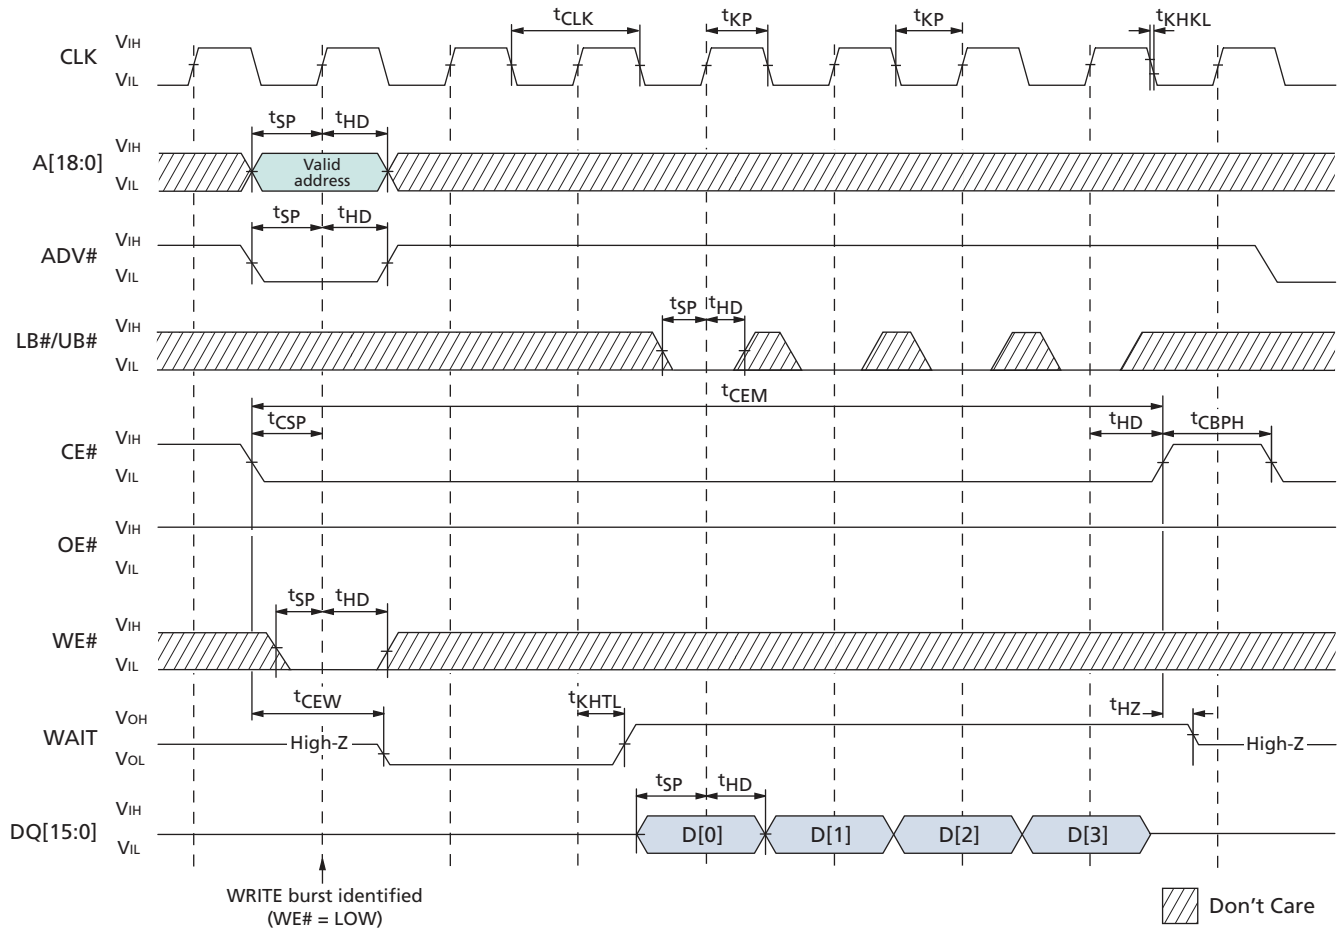 tCLK tKP tKP tKHKL
CLK VIH
VIL
tSP tHD
A[18:0] VIH
VIL
Valid
address
tSP tHD
ADV# VIH
VIL
tSP tHD
LB#/UB# VIH
VIL
tCEM
tCSP tHD tCBPH
CE# VIH
VIL
OE# VIH
VIL
tSP tHD
WE# VIH
VIL
tCEW tKHTL tHZ
WAIT VOH
VOL
High-Z High-Z
tSP tHD
DQ[15:0] VIH
VIL
D[0] D[1] D[2] D[3]
WRITE burst identified
(WE# = LOW)
Don't Care